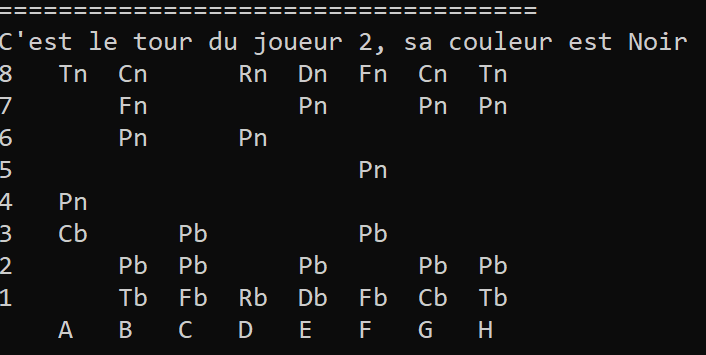 ====================================
C'est le tour du joueur 2, sa couleur est Noir
8 Tn Cn Rn Dn Fn Cn Tn
7 Fn Pn Pn Pn
6 Pn Pn
5 Pn
4 Pn
3 Cb Pb Pb
2 Pb Pb Pb Pb Pb
1 Tb Fb Rb Db Fb Cb Tb
A B C D E F G H